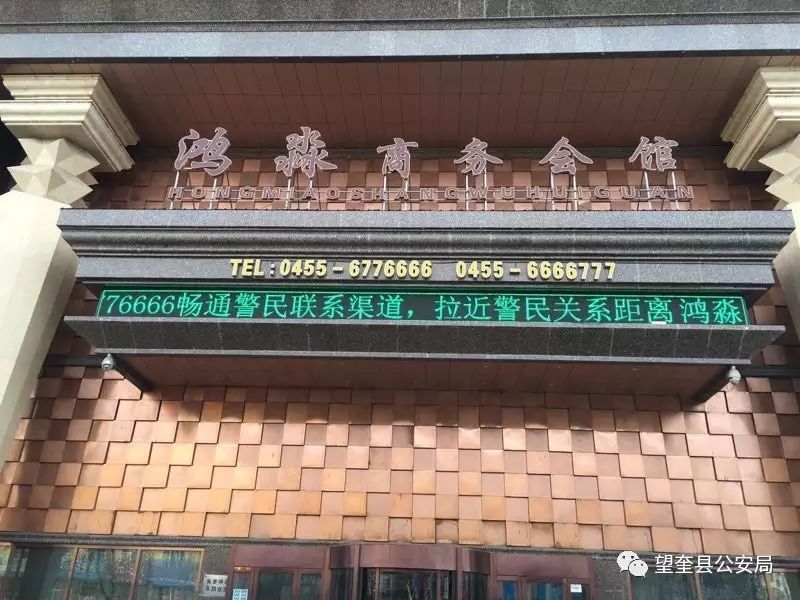 鸿淼商务会馆
HONGMIAOSHANGWUHUIGUAN
TEL:0455-6776666 0455-6666777
76666畅通警民联系渠道，拉近警民关系距离 鸿淼
望奎县公安局